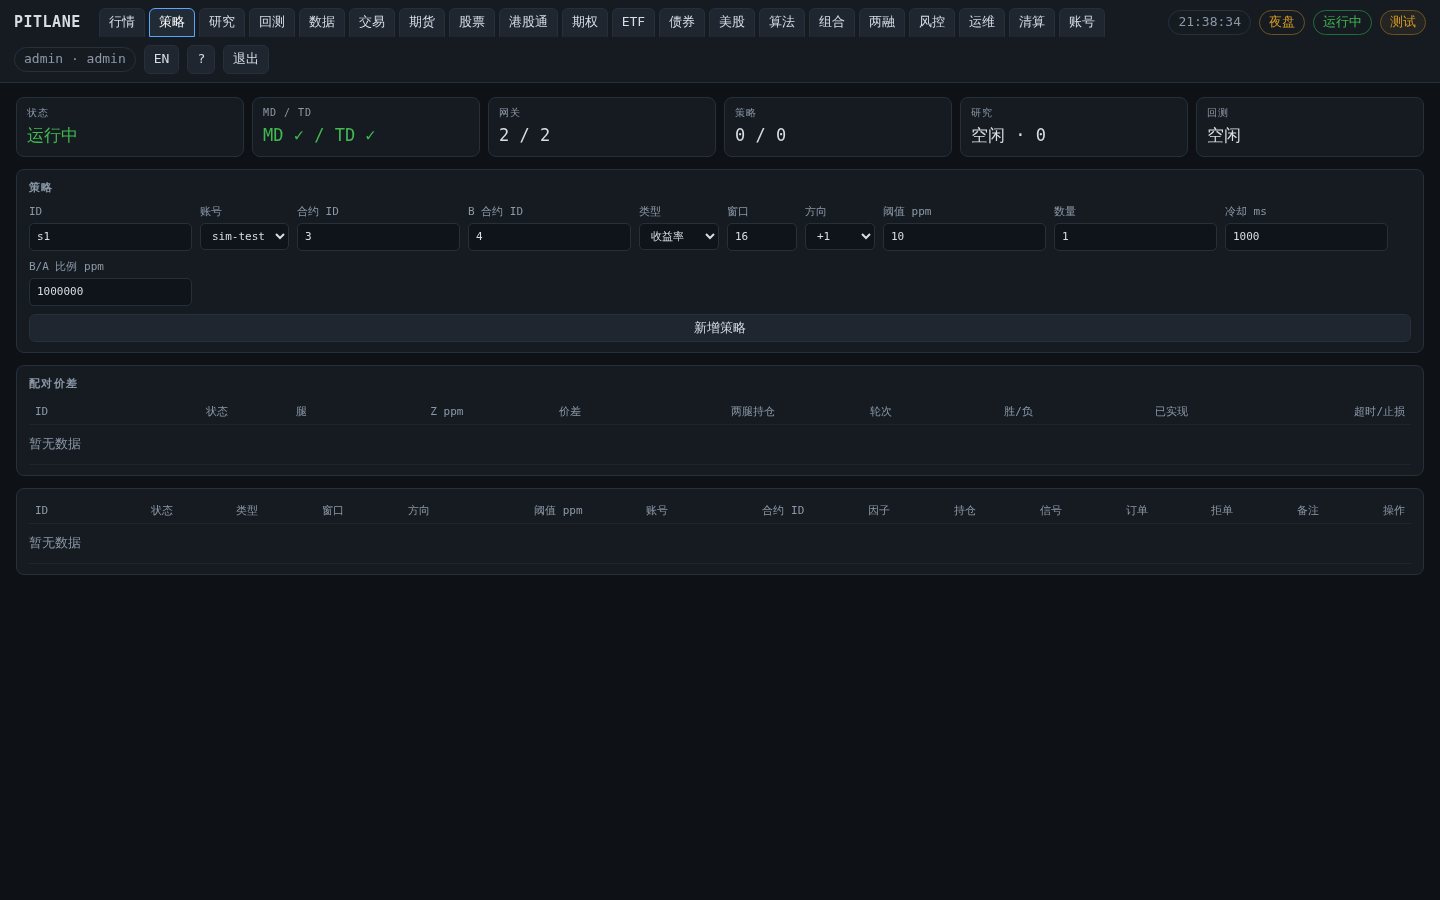 PITLANE 行情 策略 研究 回测 数据 交易 期货 股票 港股通 期权 ETF 债券 美股 算法 组合 两融 风控 运维 清算 账号 21:38:34 夜盘 运行中 测试
admin · admin EN ? 退出
状态 MD / TD 网关 策略 研究 回测
运行中 MD ✓ / TD ✓ 2 / 2 0 / 0 空闲 · 0 空闲
策略
ID 账号 合约 ID B 合约 ID 类型 窗口 方向 阈值 ppm 数量 冷却 ms
s1 sim-test 3 4 收益率 16 +1 10 1 1000
B/A 比例 ppm
1000000
新增策略
配对价差
ID 状态 腿 Z ppm 价差 两腿持仓 轮次 胜/负 已实现 超时/止损
暂无数据
ID 状态 类型 窗口 方向 阈值 ppm 账号 合约 ID 因子 持仓 信号 订单 拒单 备注 操作
暂无数据